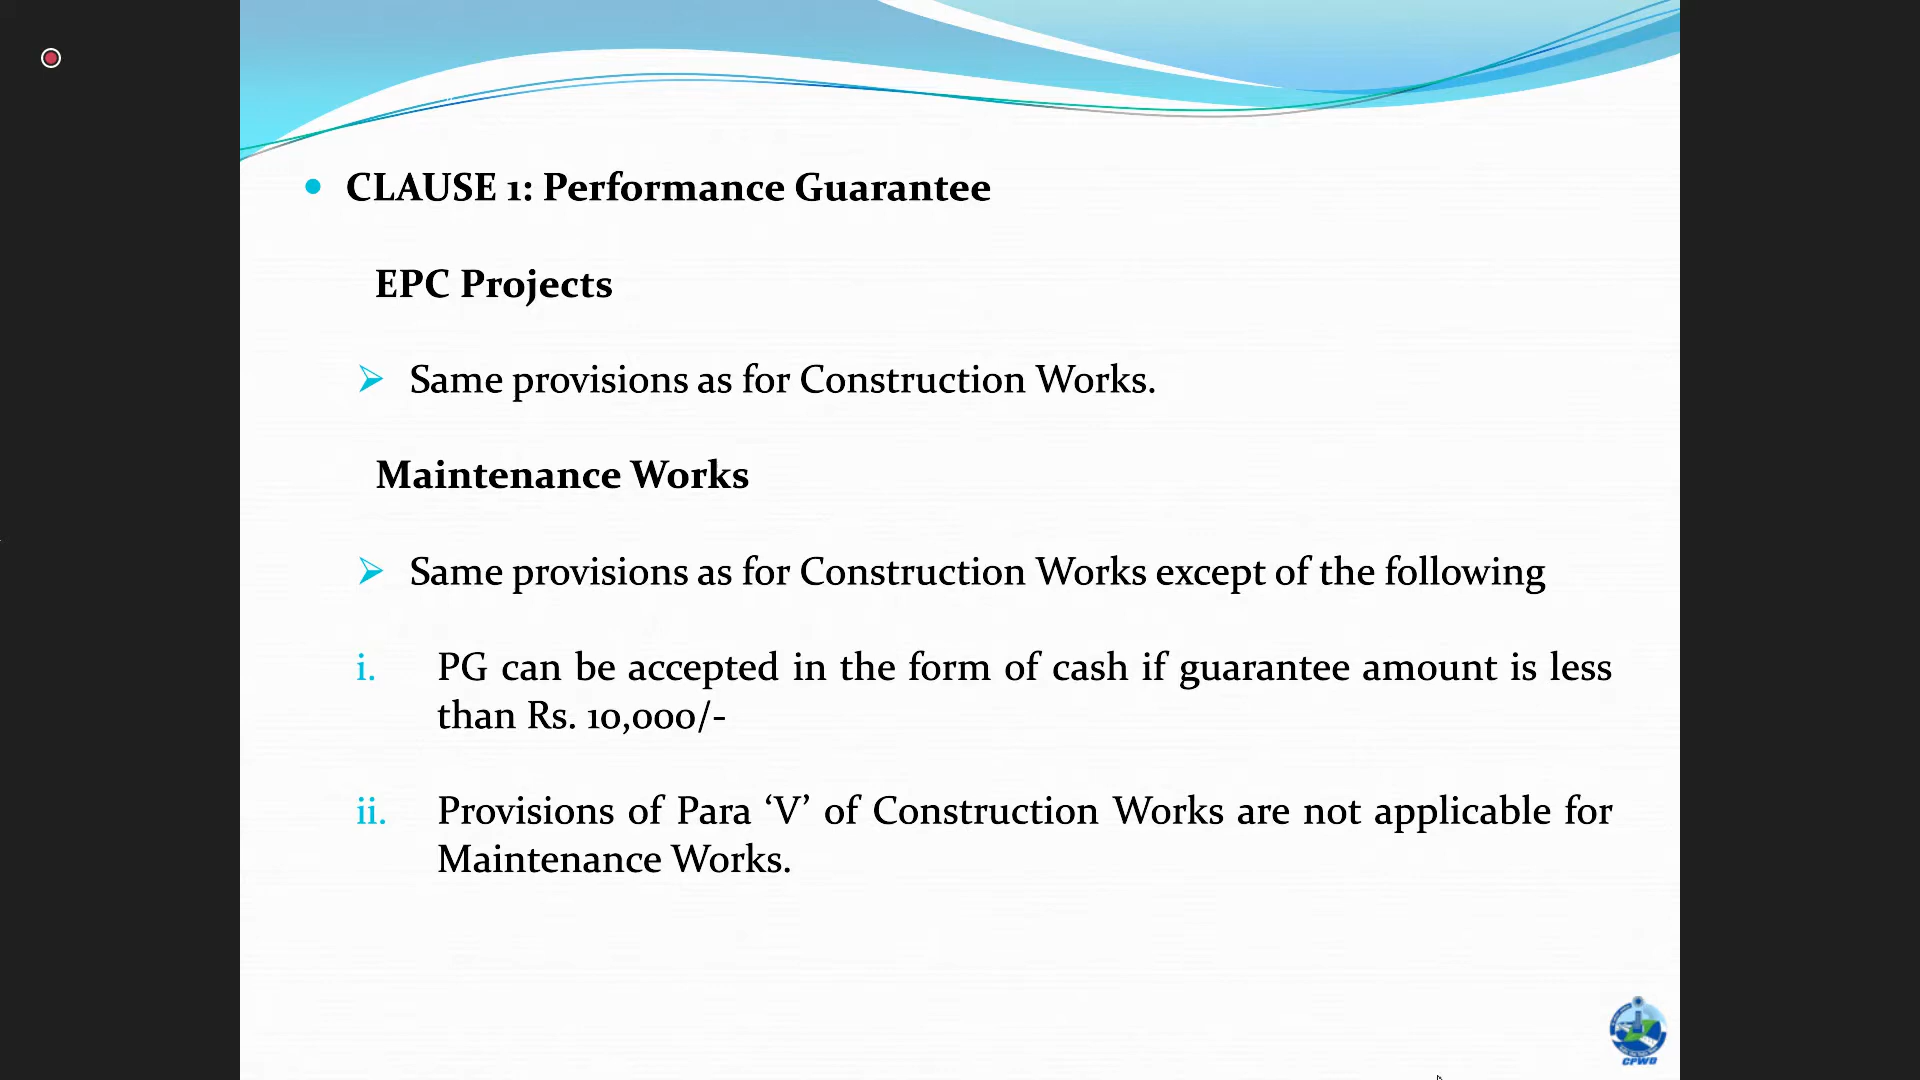 CLAUSE 1: Performance Guarantee
EPC Projects
Same provisions as for Construction Works.
Maintenance Works
Same provisions as for Construction Works except of the following
i. PG can be accepted in the form of cash if guarantee amount is less
than Rs. 10,000/-
ii. Provisions of Para ‘V’ of Construction Works are not applicable for
Maintenance Works.
CPWD